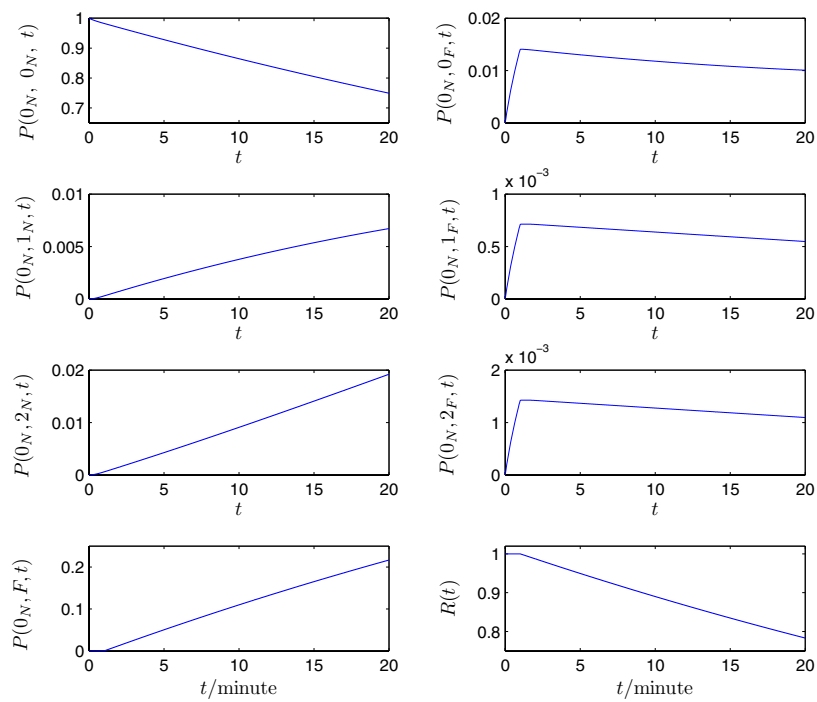 1
0.9
0.8
0.7
0 5 10 15 20
t
P(0_N, 0_N, t)
0.02
0.01
0
0 5 10 15 20
t
P(0_N, 0_F, t)
0.01
0.005
0
0 5 10 15 20
t
P(0_N, 1_N, t)
x 10^{-3}
1
0.5
0
0 5 10 15 20
t
P(0_N, 1_F, t)
0.02
0.01
0
0 5 10 15 20
t
P(0_N, 2_N, t)
x 10^{-3}
2
1
0
0 5 10 15 20
t
P(0_N, 2_F, t)
0.2
0.1
0
0 5 10 15 20
t/minute
P(0_N, F, t)
1
0.9
0.8
0 5 10 15 20
t/minute
R(t)